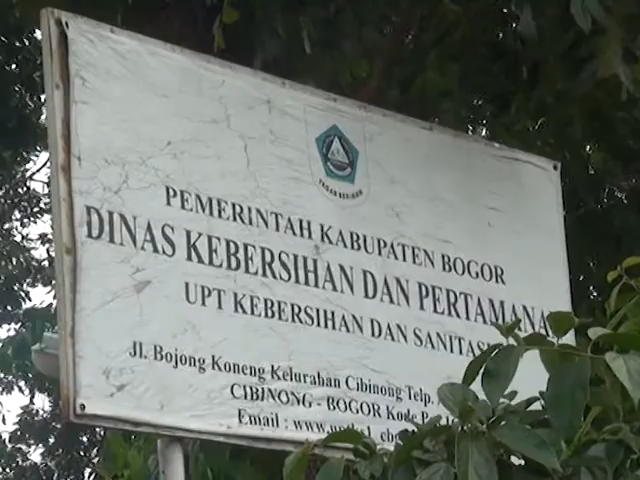 PEMERINTAH KABUPATEN BOGOR
DINAS KEBERSIHAN DAN PERTAMANA
UPT KEBERSIHAN DAN SANITAS
Jl. Bojong Koneng Kelurahan Cibinong Telp.
CIBINONG - BOGOR Kode
Email : www.